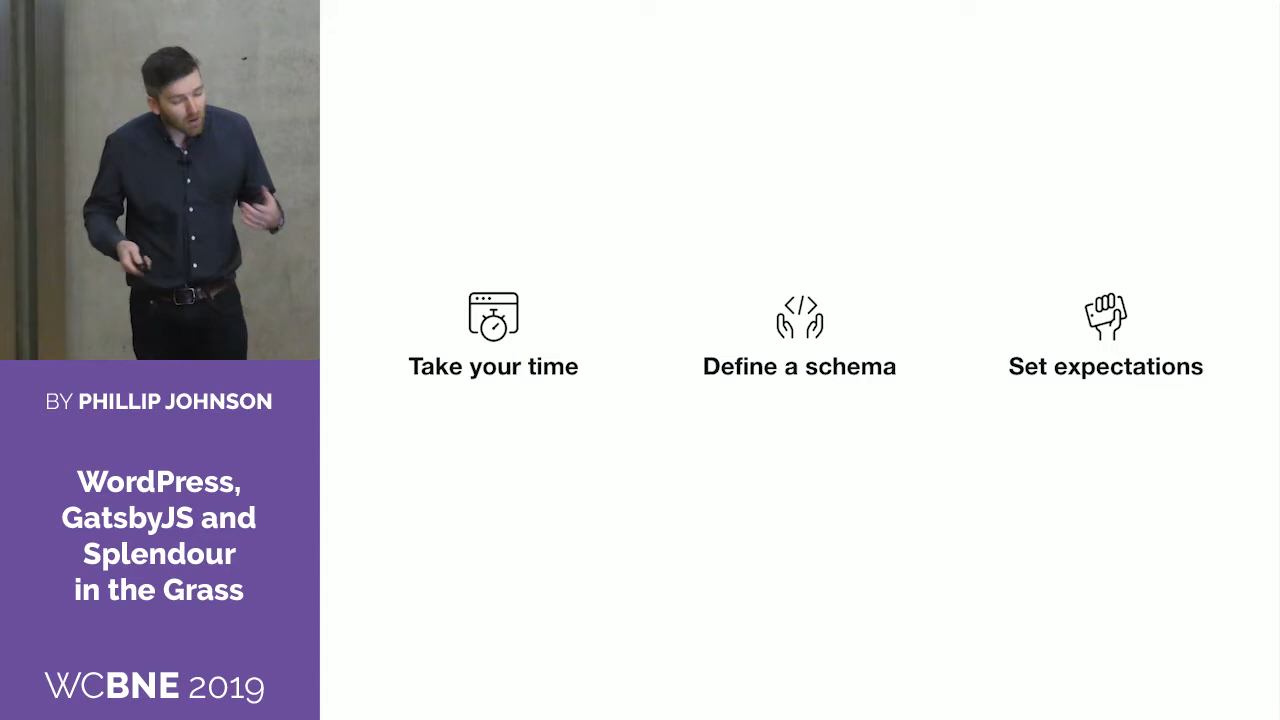 Take your time
Define a schema
Set expectations
BY PHILLIP JOHNSON
WordPress,
GatsbyJS and
Splendour
in the Grass
WCBNE 2019